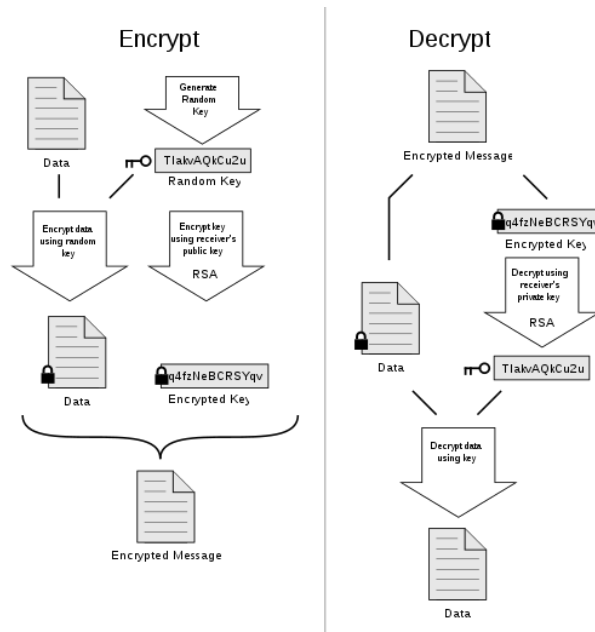 Encrypt
Generate
Random
Key
Data
TIakvAQkCu2u
Random Key
Encrypt data
using random
key
Encrypt key
using receiver's
public key
RSA
Data
q4fzNeBCRSYqv
Encrypted Key
Encrypted Message
Decrypt
Encrypted Message
q4fzNeBCRSYqv
Encrypted Key
Decrypt using
receiver's
private key
RSA
Data
TIakvAQkCu2u
Decrypt data
using key
Data